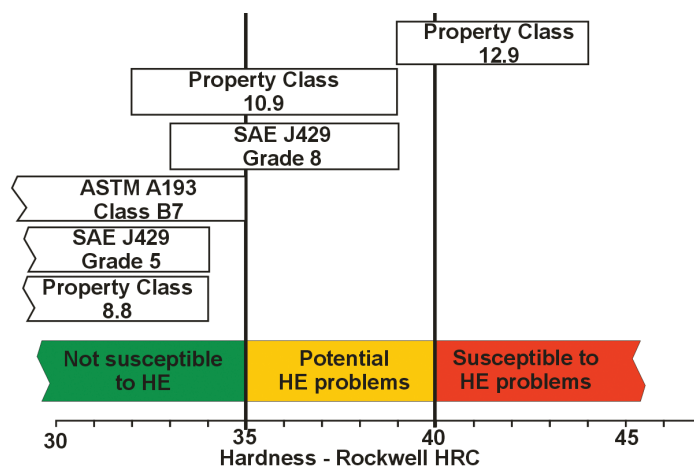 Property Class
12.9
Property Class
10.9
SAE J429
Grade 8
ASTM A193
Class B7
SAE J429
Grade 5
Property Class
8.8
Not susceptible
to HE
Potential
HE problems
Susceptible to
HE problems
30 35 40 45
Hardness - Rockwell HRC